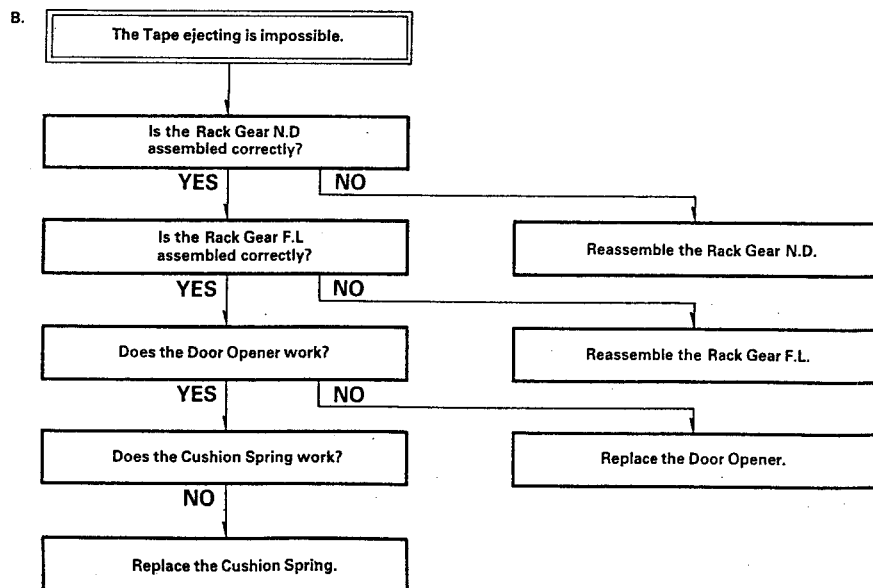 B.
The Tape ejecting is impossible.
Is the Rack Gear N.D
assembled correctly?
YES
NO
Is the Rack Gear F.L
assembled correctly?
Reassemble the Rack Gear N.D.
YES
NO
Does the Door Opener work?
Reassemble the Rack Gear F.L.
YES
NO
Does the Cushion Spring work?
Replace the Door Opener.
NO
Replace the Cushion Spring.